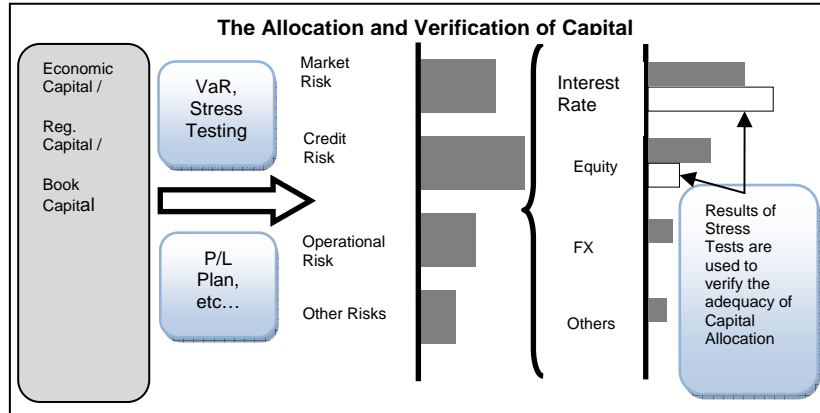 The Allocation and Verification of Capital
Economic
Capital /
Reg.
Capital /
Book
Capital
VaR,
Stress
Testing
P/L
Plan,
etc…
Market
Risk
Credit
Risk
Operational
Risk
Other Risks
Interest
Rate
Equity
FX
Others
Results of
Stress
Tests are
used to
verify the
adequacy of
Capital
Allocation